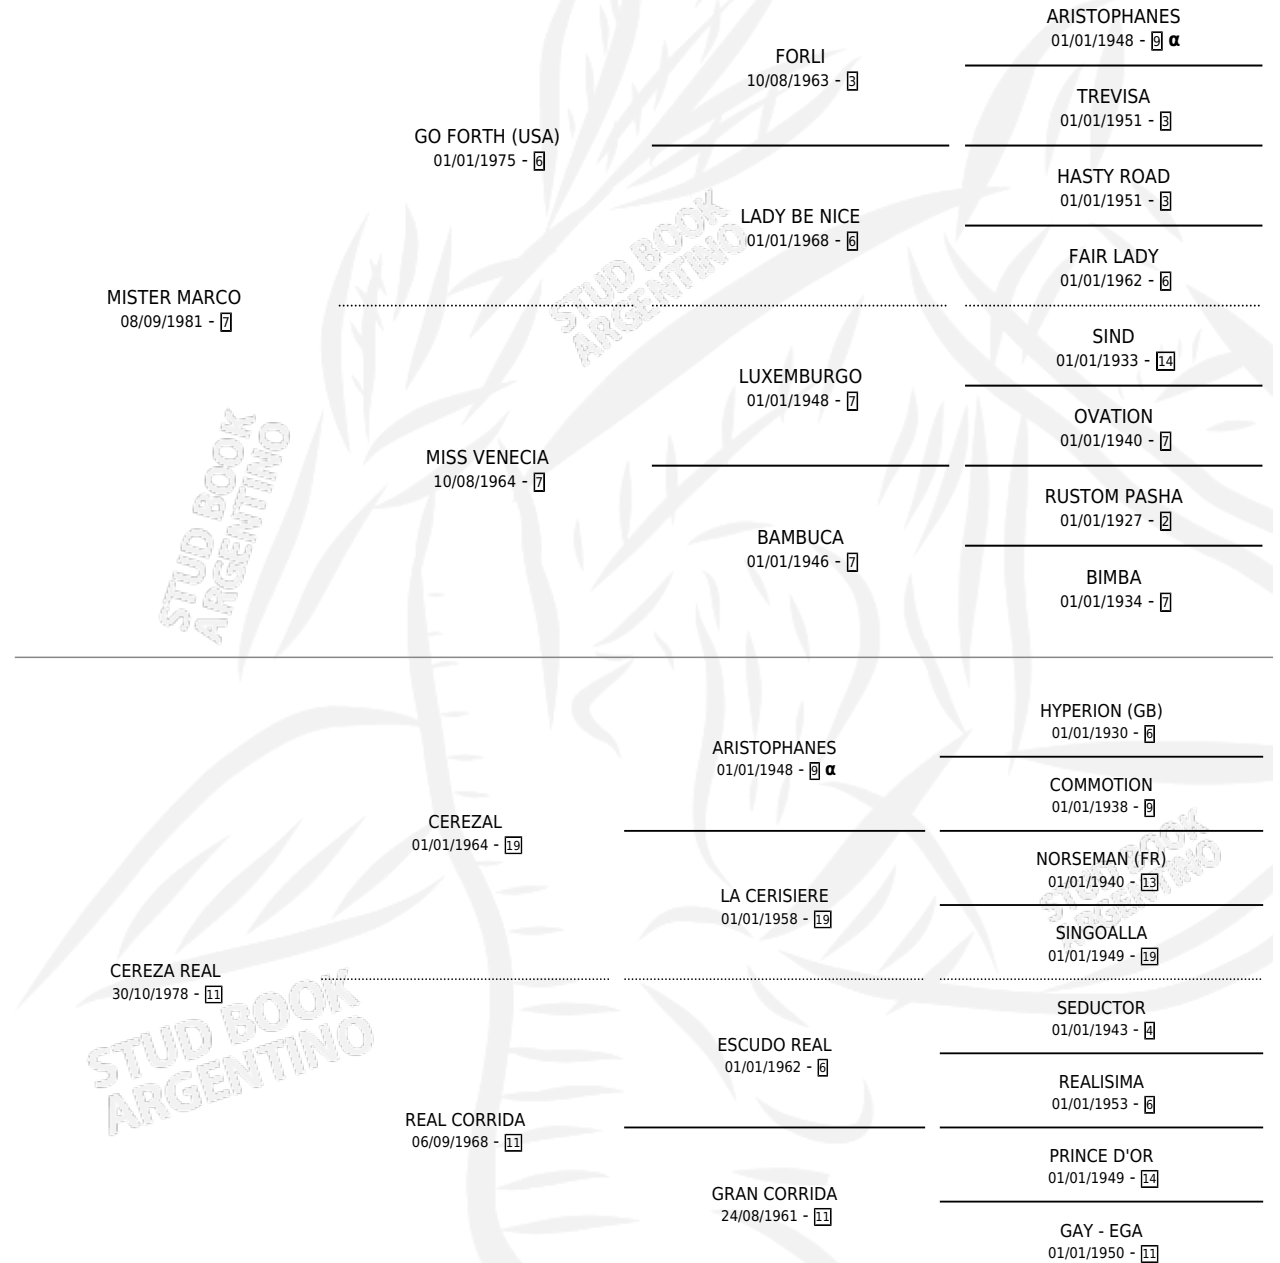 ARISTOPHANES
01/01/1948 - 9 α
FORLI
10/08/1963 - 3
TREVISA
01/01/1951 - 3
GO FORTH (USA)
01/01/1975 - 6
HASTY ROAD
01/01/1951 - 3
LADY BE NICE
01/01/1968 - 6
FAIR LADY
01/01/1962 - 6
MISTER MARCO
08/09/1981 - 7
SIND
01/01/1933 - 14
LUXEMBURGO
01/01/1948 - 7
OVATION
01/01/1940 - 7
MISS VENECIA
10/08/1964 - 7
RUSTOM PASHA
01/01/1927 - 2
BAMBUCA
01/01/1946 - 7
BIMBA
01/01/1934 - 7
STUD BOOK
ARGENTINO
STUD BOOK
ARGENTINO
HYPERION (GB)
01/01/1930 - 6
ARISTOPHANES
01/01/1948 - 9 α
COMMOTION
01/01/1938 - 9
CEREZAL
01/01/1964 - 19
NORSEMAN (FR)
01/01/1940 - 13
LA CERISIERE
01/01/1958 - 19
SINGOALLA
01/01/1949 - 19
CEREZA REAL
30/10/1978 - 11
SEDUCTOR
01/01/1943 - 4
ESCUDO REAL
01/01/1962 - 6
REALISIMA
01/01/1953 - 6
REAL CORRIDA
06/09/1968 - 11
PRINCE D'OR
01/01/1949 - 14
GRAN CORRIDA
24/08/1961 - 11
GAY - EGA
01/01/1950 - 11
STUD BOOK
ARGENTINO
STUD BOOK
ARGENTINO